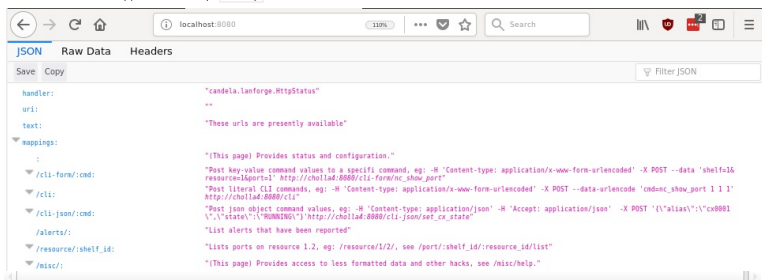 localhost:8080
110%
Search
2
JSON Raw Data Headers
Save Copy
Filter JSON
handler: "candela.lanforge.HttpStatus"
uri: ""
text: "These urls are presently available"
mappings:
: "(This page) Provides status and configuration."
/cli-form/:cmd: "Post key-value command values to a specifi command, eg: -H 'Content-type: application/x-www-form-urlencoded' -X POST --data 'shelf=1&
resource=1&port=1' http://cholla4:8080/cli-form/nc_show_port"
/cli: "Post literal CLI commands, eg: -H 'Content-type: application/x-www-form-urlencoded' -X POST --data-urlencode 'cmd=nc_show_port 1 1 1'
http://cholla4:8080/cli"
/cli-json/:cmd: "Post json object command values, eg: -H 'Content-type: application/json' -H 'Accept: application/json' -X POST '{\"alias\":\"cx0001
\",\"state\":\"RUNNING\"}'http://cholla4:8080/cli-json/set_cx_state"
/alerts/: "List alerts that have been reported"
/resource/:shelf_id: "Lists ports on resource 1.2, eg: /resource/1/2/, see /port/:shelf_id/:resource_id/list"
/misc/: "(This page) Provides access to less formatted data and other hacks, see /misc/help."